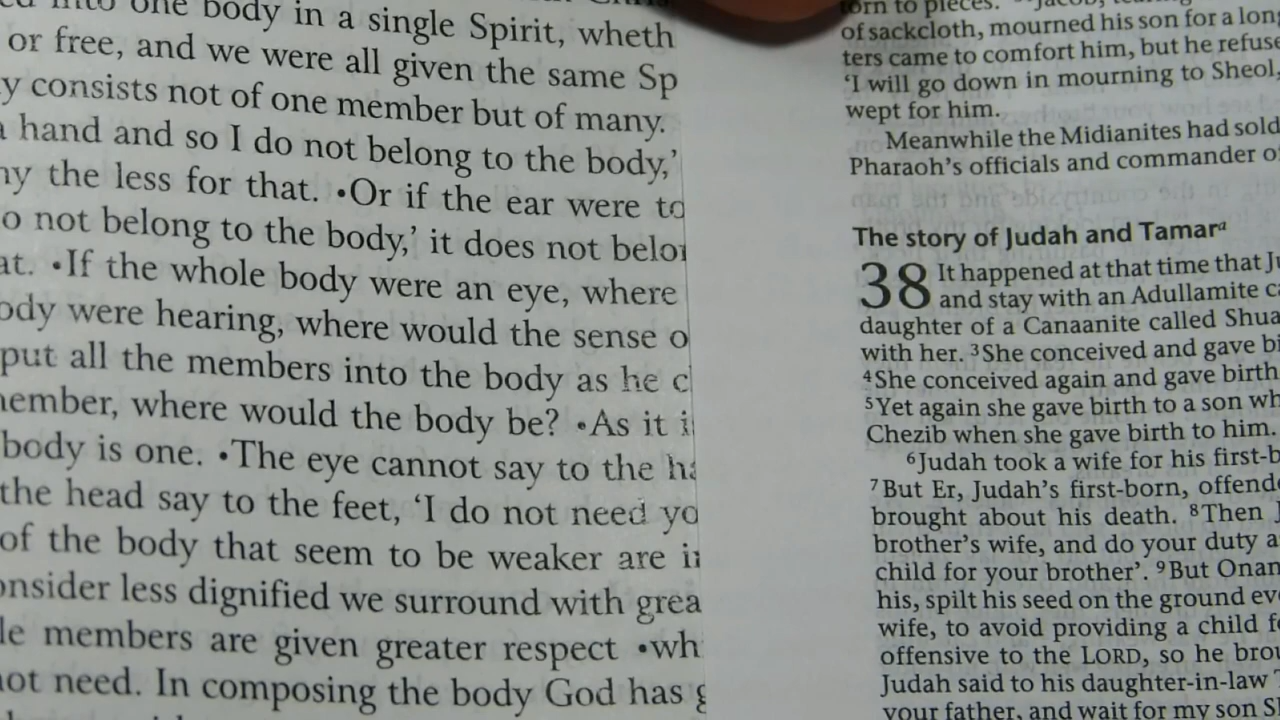 into one body in a single Spirit, wheth
or free, and we were all given the same Sp
y consists not of one member but of many.
hand and so I do not belong to the body,'
ny the less for that. •Or if the ear were to
o not belong to the body,' it does not belon
at. •If the whole body were an eye, where
ody were hearing, where would the sense o
put all the members into the body as he c
ember, where would the body be? •As it i
body is one. •The eye cannot say to the ha
the head say to the feet, 'I do not need yo
of the body that seem to be weaker are in
onsider less dignified we surround with grea
le members are given greater respect •wh
not need. In composing the body God has g
torn to pieces.
of sackcloth, mourned his son for a long
ters came to comfort him, but he refuse
'I will go down in mourning to Sheol,
wept for him.
Meanwhile the Midianites had sold
Pharaoh's officials and commander of
The story of Judah and Tamarª
38 It happened at that time that Ju
and stay with an Adullamite ca
daughter of a Canaanite called Shua
with her. ³She conceived and gave bi
⁴She conceived again and gave birth
⁵Yet again she gave birth to a son wh
Chezib when she gave birth to him.
⁶Judah took a wife for his first-b
⁷But Er, Judah's first-born, offende
brought about his death. ⁸Then
brother's wife, and do your duty a
child for your brother'. ⁹But Onan
his, spilt his seed on the ground eve
wife, to avoid providing a child fo
offensive to the LORD, so he brou
Judah said to his daughter-in-law
your father, and wait for my son Sh